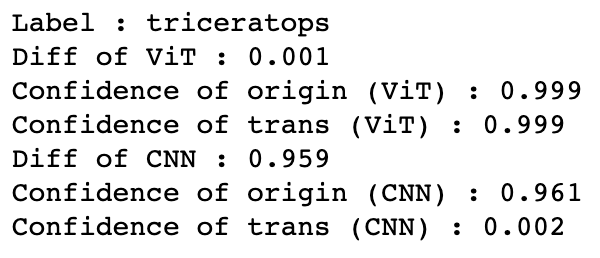 Label : triceratops
Diff of ViT : 0.001
Confidence of origin (ViT) : 0.999
Confidence of trans (ViT) : 0.999
Diff of CNN : 0.959
Confidence of origin (CNN) : 0.961
Confidence of trans (CNN) : 0.002